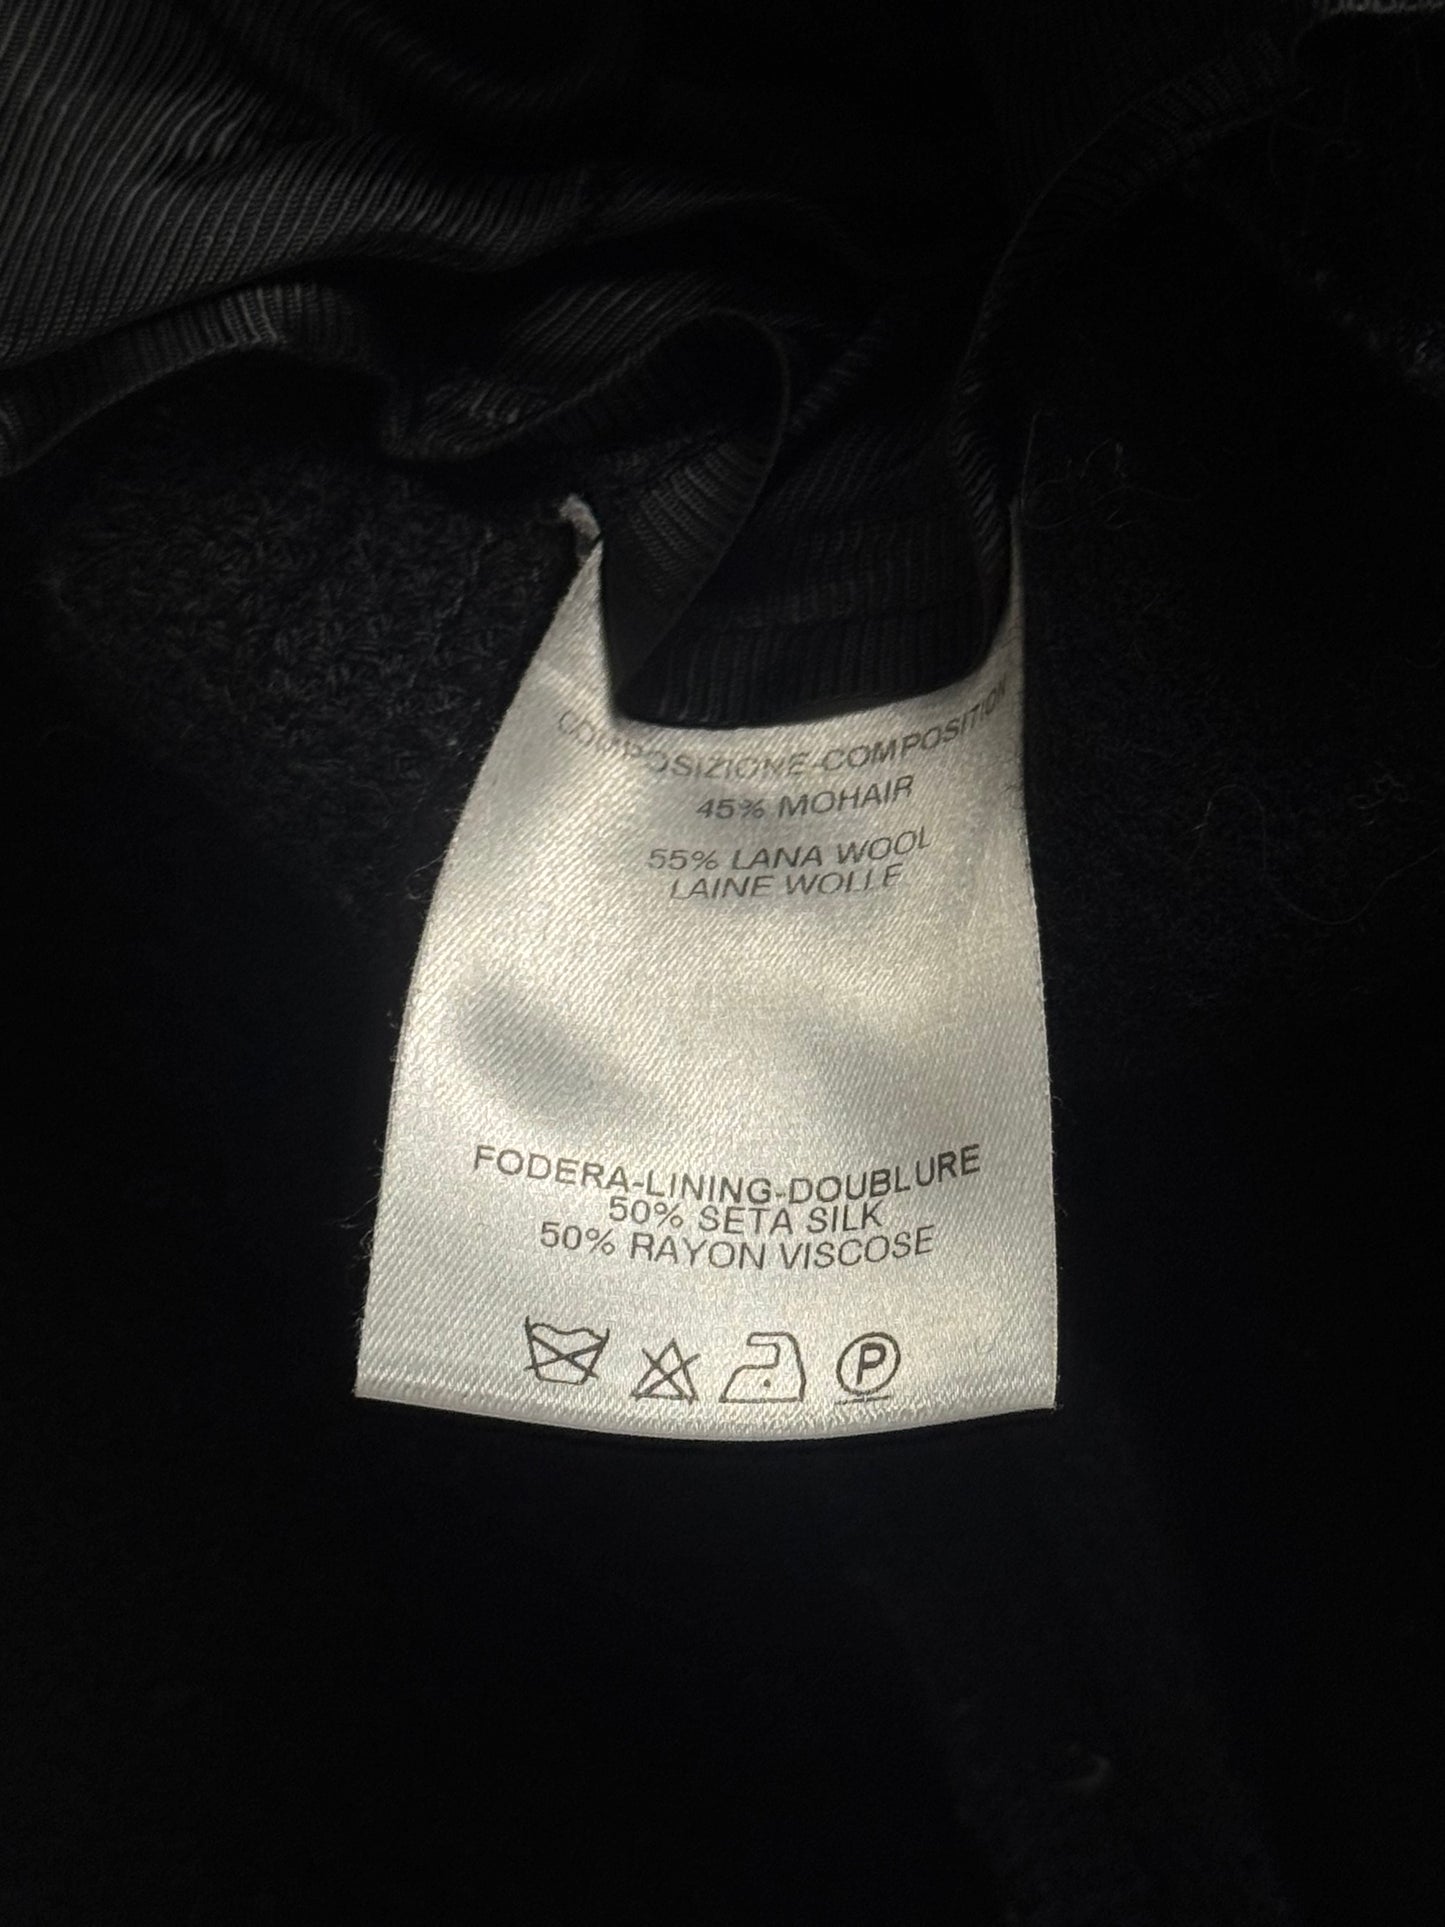 COMPOSIZIONE-COMPOSITION
45% MOHAIR
55% LANA WOOL
LAINE WOLLE
FODERA-LINING-DOUBLURE
50% SETA SILK
50% RAYON VISCOSE
P